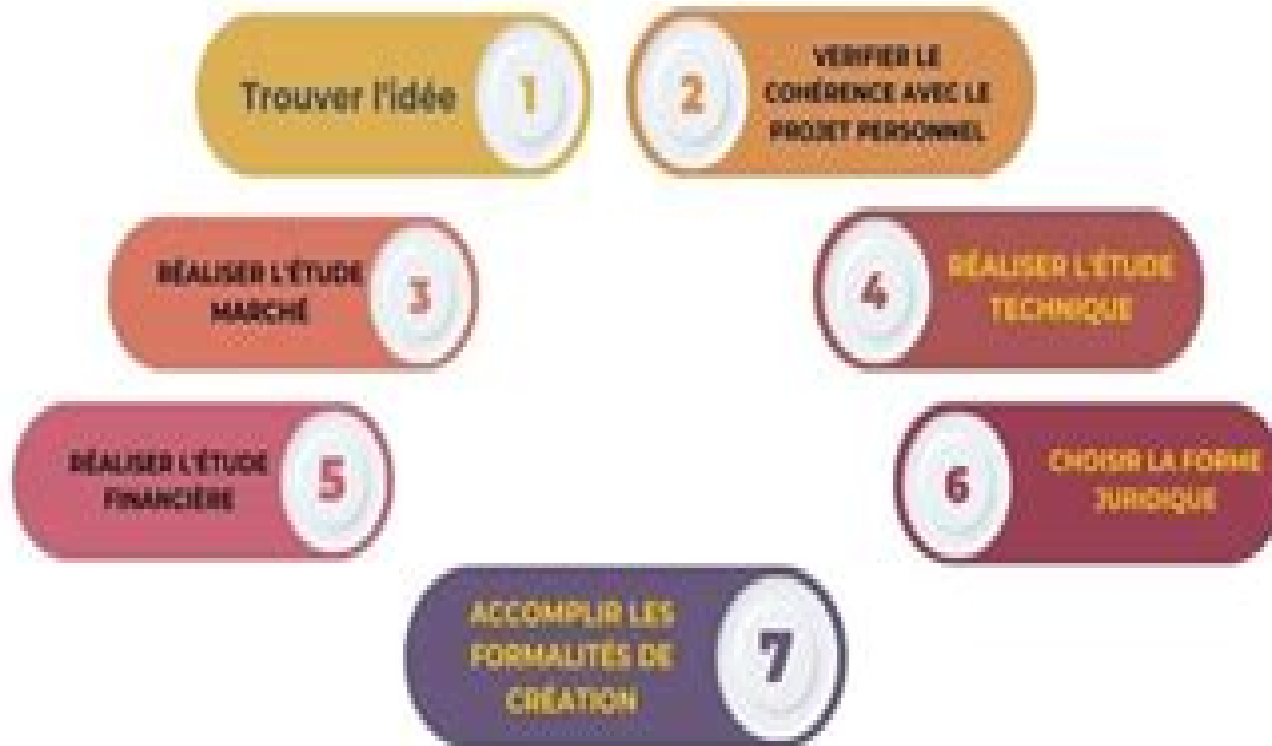 Trouver l'idée
1
2
VERIFIER LE
COHÉRENCE AVEC LE
PROJET PERSONNEL
RÉALISER L'ÉTUDE
MARCHÉ
3
4
RÉALISER L'ÉTUDE
TECHNIQUE
RÉALISER L'ÉTUDE
FINANCIÈRE
5
6
CHOISIR LA FORME
JURIDIQUE
ACCOMPLIR LES
FORMALITÉS DE
CRÉATION
7